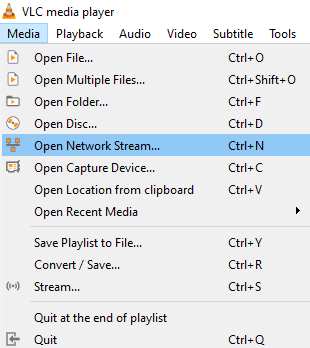 VLC media player
Media Playback Audio Video Subtitle Tools
Open File... Ctrl+O
Open Multiple Files... Ctrl+Shift+O
Open Folder... Ctrl+F
Open Disc... Ctrl+D
Open Network Stream... Ctrl+N
Open Capture Device... Ctrl+C
Open Location from clipboard Ctrl+V
Open Recent Media
Save Playlist to File... Ctrl+Y
Convert / Save... Ctrl+R
Stream... Ctrl+S
Quit at the end of playlist
Quit Ctrl+Q